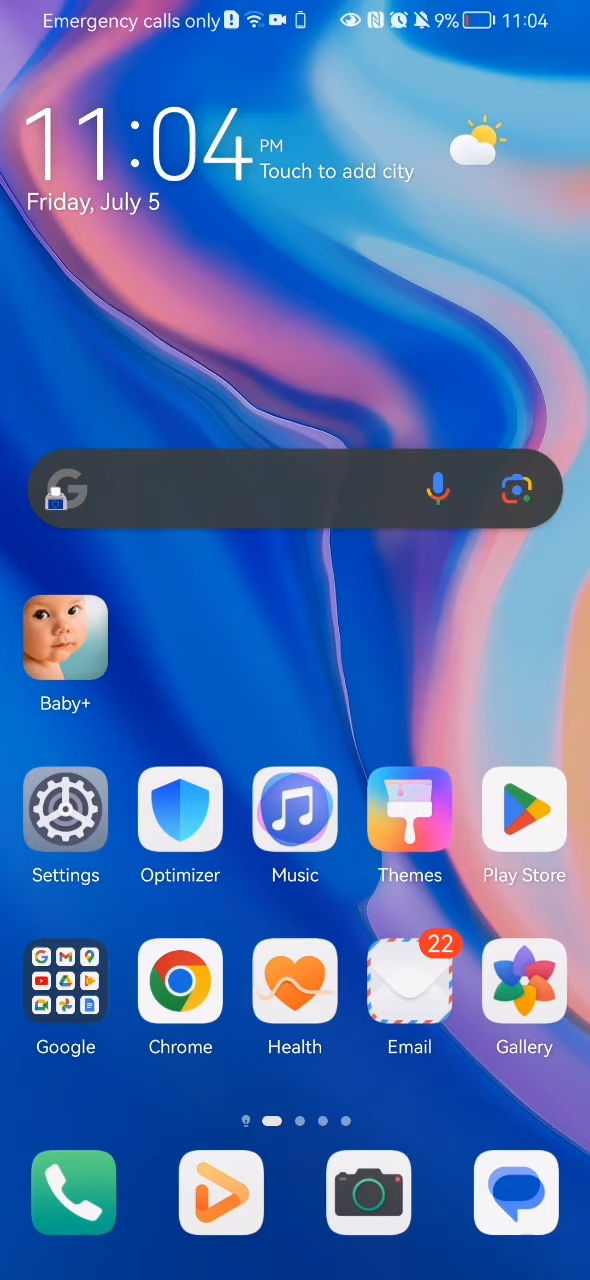 Emergency calls only 9% 11:04
11:04 PM
Touch to add city
Friday, July 5
Baby+
Settings Optimizer Music Themes Play Store
22
Google Chrome Health Email Gallery